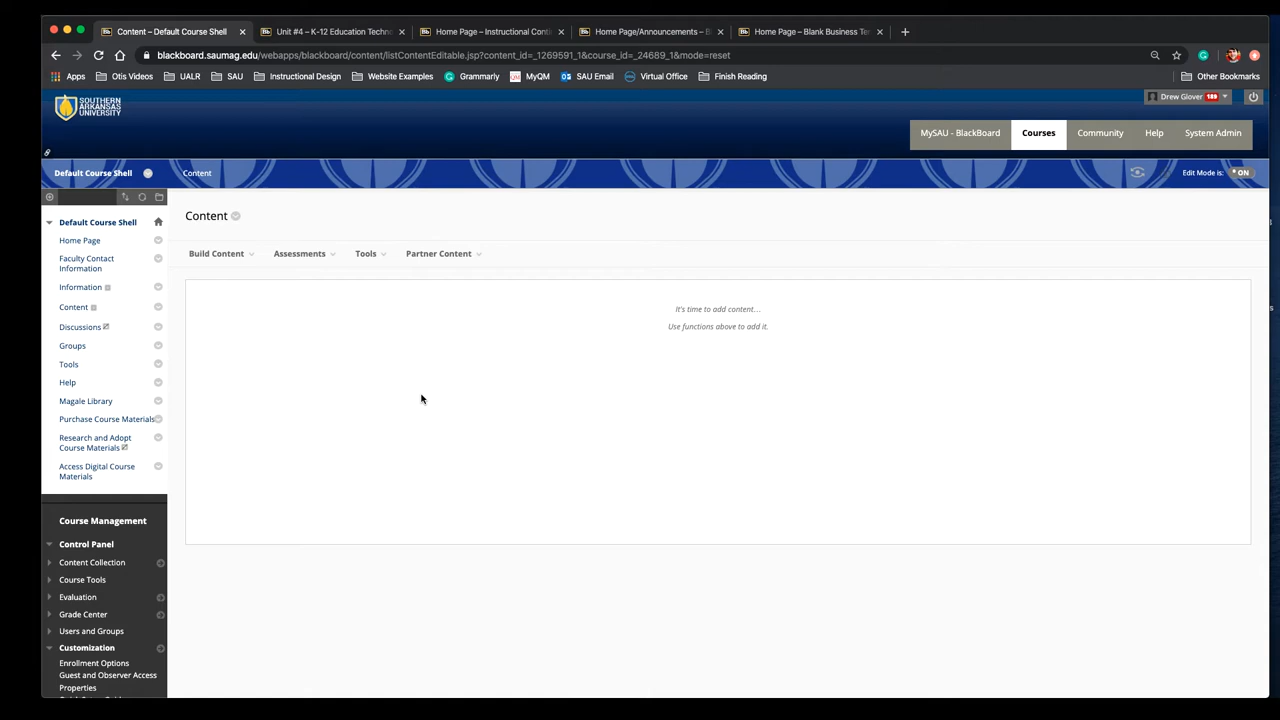 Content – Default Course Shell
Unit #4 – K-12 Education Techno
Home Page – Instructional Conti
Home Page/Announcements – B
Home Page – Blank Business Te
blackboard.saumag.edu/webapps/blackboard/content/listContentEditable.jsp?content_id=_1269591_1&course_id=_24689_1&mode=reset
Apps
Otis Videos
UALR
SAU
Instructional Design
Website Examples
Grammarly
MyQM
SAU Email
Virtual Office
Finish Reading
Other Bookmarks
SOUTHERN
ARKANSAS
UNIVERSITY
Drew Glover 189
MySAU - BlackBoard
Courses
Community
Help
System Admin
Default Course Shell
Content
Edit Mode is: ON
Default Course Shell
Home Page
Faculty Contact
Information
Information
Content
Discussions
Groups
Tools
Help
Magale Library
Purchase Course Materials
Research and Adopt
Course Materials
Access Digital Course
Materials
Course Management
Control Panel
Content Collection
Course Tools
Evaluation
Grade Center
Users and Groups
Customization
Enrollment Options
Guest and Observer Access
Properties
Content
Build Content
Assessments
Tools
Partner Content
It's time to add content...
Use functions above to add it.